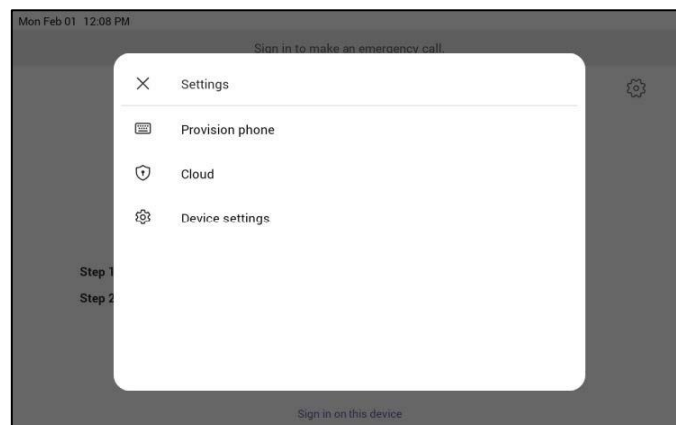 Mon Feb 01 12:08 PM
Sign in to make an emergency call.
Settings
Provision phone
Cloud
Device settings
Step 1
Step 2
Sign in on this device